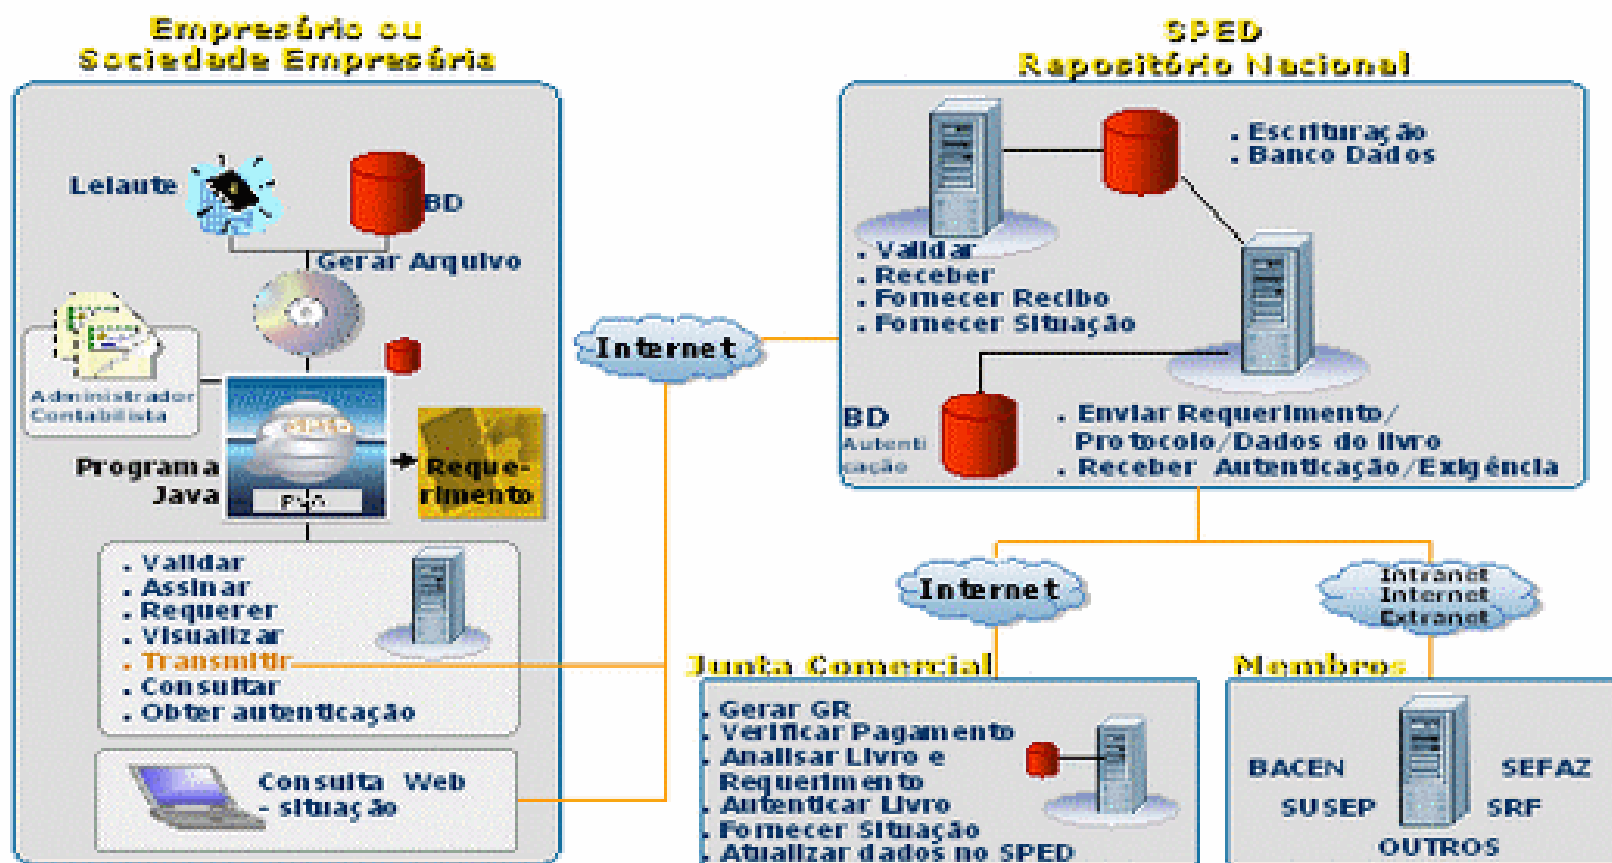 Empresário ou
Sociedade Empresária
Leiaute
BD
Gerar Arquivo
Administrador
Contabilista
Programa
Java
PVA
Reque-
rimento
. Validar
. Assinar
. Requerer
. Visualizar
. Transmitir
. Consultar
. Obter autenticação
Consulta Web
- situação
Internet
SPED
Repositório Nacional
. Escrituração
. Banco Dados
. Validar
. Receber
. Fornecer Recibo
. Fornecer Situação
BD
Autenti
cação
. Enviar Requerimento/
Protocolo/Dados do livro
. Receber Autenticação/Exigência
Internet
Intranet
Internet
Extranet
Junta Comercial
. Gerar GR
. Verificar Pagamento
. Analisar Livro e
Requerimento
. Autenticar Livro
. Fornecer Situação
. Atualizar dados no SPED
Membros
BACEN
SEFAZ
SUSEP
SRF
OUTROS